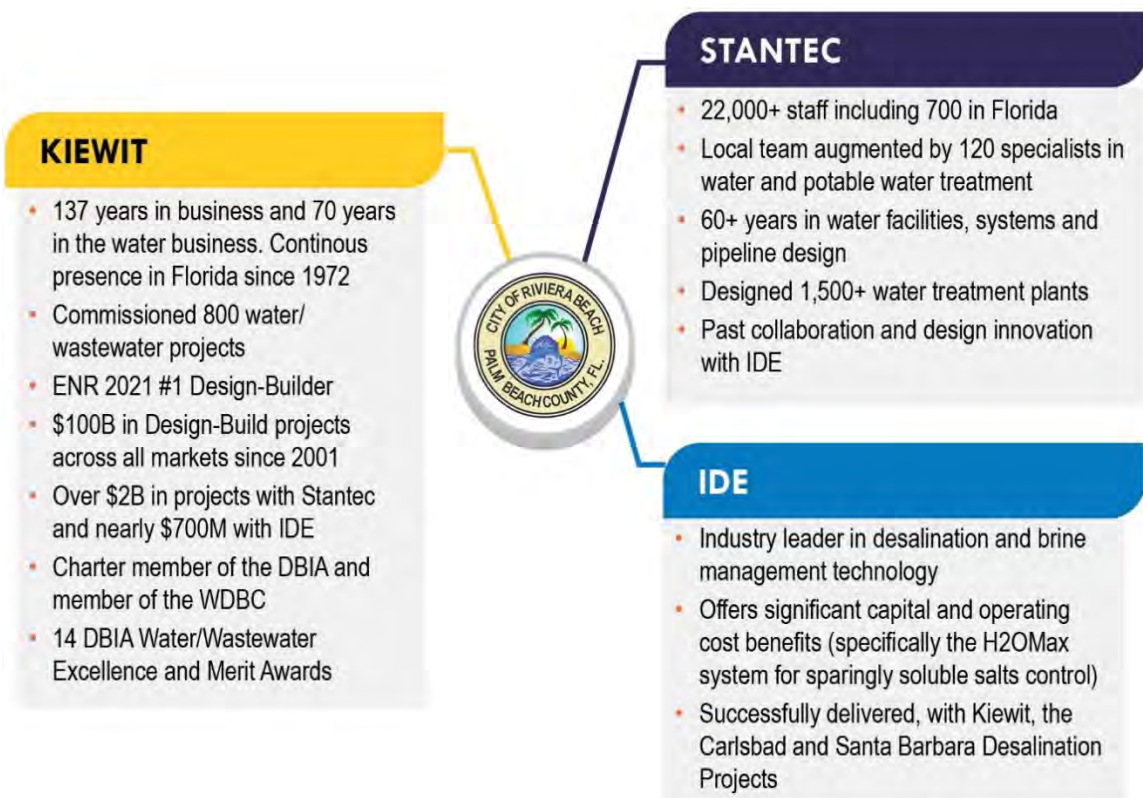 KIEWIT
• 137 years in business and 70 years
in the water business. Continous
presence in Florida since 1972
• Commissioned 800 water/
wastewater projects
• ENR 2021 #1 Design-Builder
• $100B in Design-Build projects
across all markets since 2001
• Over $2B in projects with Stantec
and nearly $700M with IDE
• Charter member of the DBIA and
member of the WDBC
• 14 DBIA Water/Wastewater
Excellence and Merit Awards
CITY OF RIVIERA BEACH
PALM BEACH COUNTY, FL.
STANTEC
• 22,000+ staff including 700 in Florida
• Local team augmented by 120 specialists in
water and potable water treatment
• 60+ years in water facilities, systems and
pipeline design
• Designed 1,500+ water treatment plants
• Past collaboration and design innovation
with IDE
IDE
• Industry leader in desalination and brine
management technology
• Offers significant capital and operating
cost benefits (specifically the H2OMax
system for sparingly soluble salts control)
• Successfully delivered, with Kiewit, the
Carlsbad and Santa Barbara Desalination
Projects